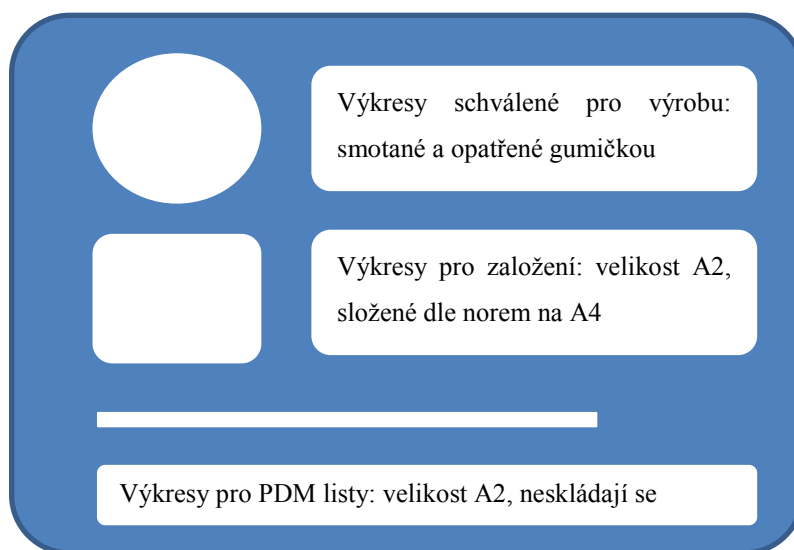 Výkresy schválené pro výrobu:
smotané a opatřené gumičkou
Výkresy pro založení: velikost A2,
složené dle norem na A4
Výkresy pro PDM listy: velikost A2, neskládají se